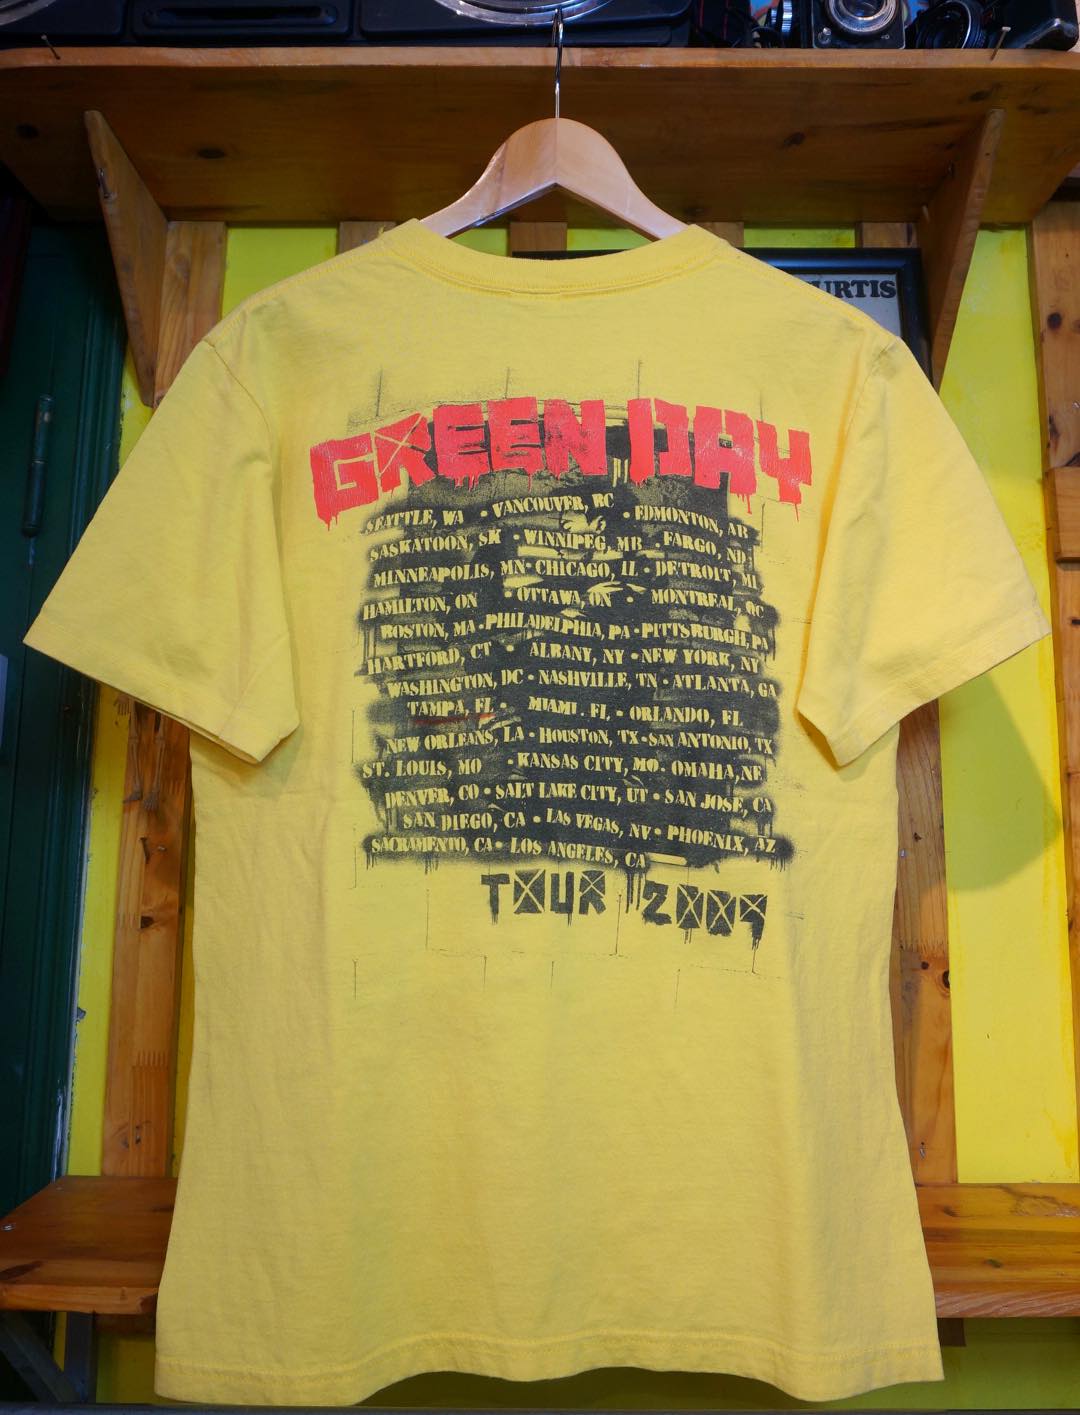 URTIS
GREEN DAY
SEATTLE, WA • VANCOUVER, BC • EDMONTON, AB
SASKATOON, SK • WINNIPEG, MB • FARGO, ND
MINNEAPOLIS, MN • CHICAGO, IL • DETROIT, MI
HAMILTON, ON • OTTAWA, ON • MONTREAL, QC
BOSTON, MA • PHILADELPHIA, PA • PITTSBURGH, PA
HARTFORD, CT • ALBANY, NY • NEW YORK, NY
WASHINGTON, DC • NASHVILLE, TN • ATLANTA, GA
TAMPA, FL • MIAMI. FL • ORLANDO, FL
NEW ORLEANS, LA • HOUSTON, TX • SAN ANTONIO, TX
ST. LOUIS, MO • KANSAS CITY, MO. • OMAHA, NE
DENVER, CO • SALT LAKE CITY, UT • SAN JOSE, CA
SAN DIEGO, CA • LAS VEGAS, NV • PHOENIX, AZ
SACRAMENTO, CA • LOS ANGELES, CA
TOUR 2009